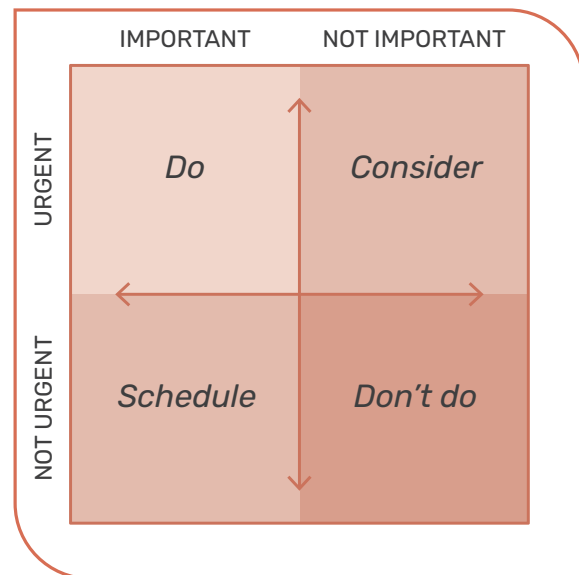 IMPORTANT
NOT IMPORTANT
URGENT
Do
Consider
NOT URGENT
Schedule
Don’t do